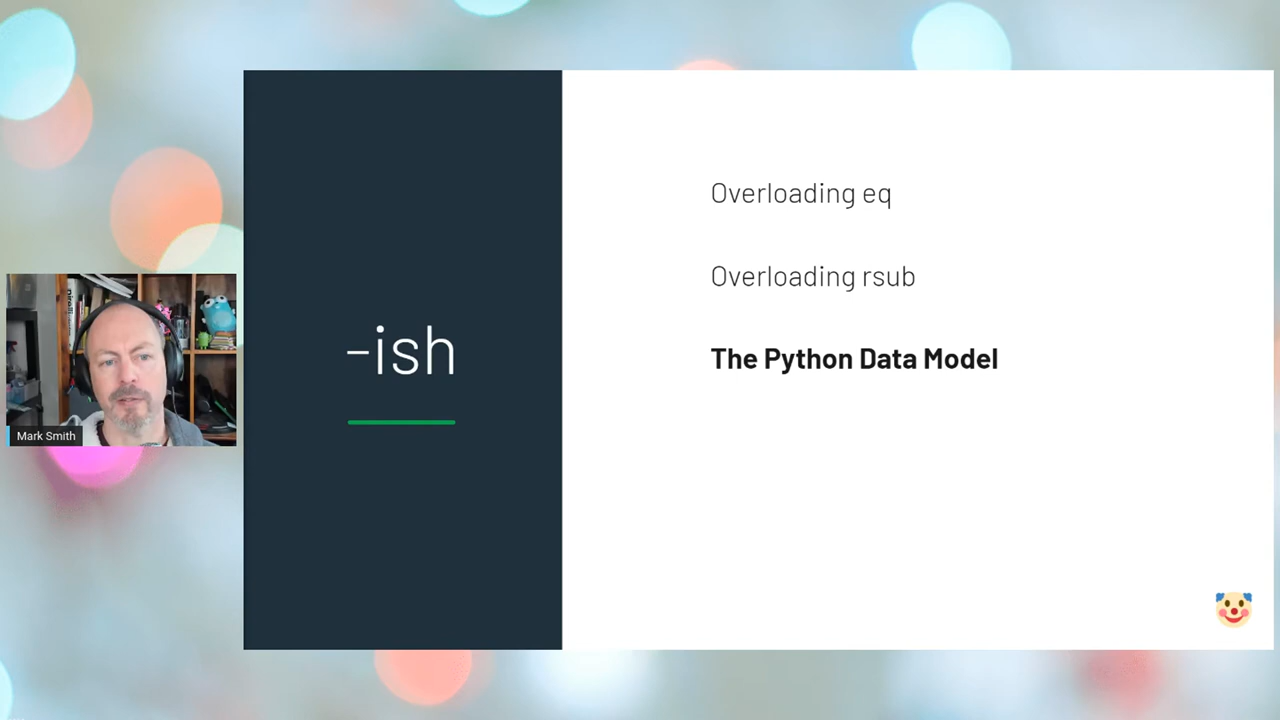 -ish
Overloading eq
Overloading rsub
The Python Data Model
Mark Smith